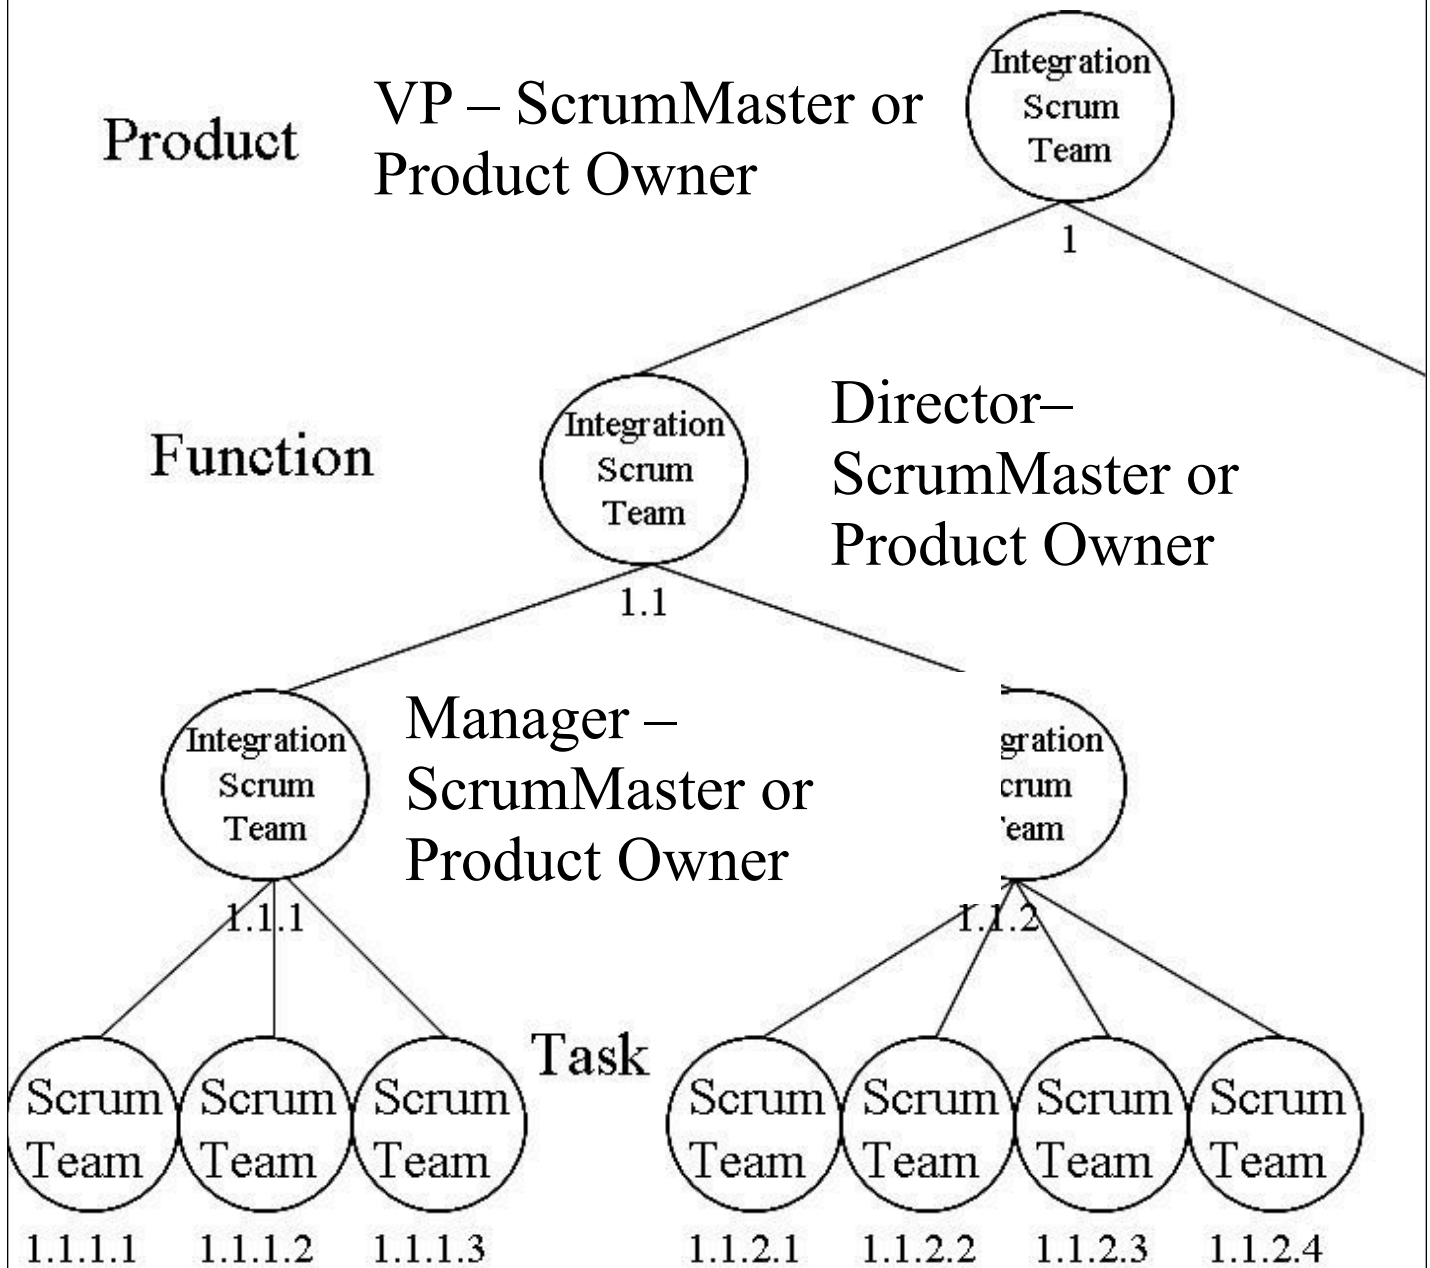 Integration
Scrum
Team
1
Product
VP – ScrumMaster or
Product Owner
Integration
Scrum
Team
1.1
Function
Director–
ScrumMaster or
Product Owner
Integration
Scrum
Team
1.1.1
Manager –
ScrumMaster or
Product Owner
gration
crum
eam
1.1.2
Task
Scrum
Team
1.1.1.1
Scrum
Team
1.1.1.2
Scrum
Team
1.1.1.3
Scrum
Team
1.1.2.1
Scrum
Team
1.1.2.2
Scrum
Team
1.1.2.3
Scrum
Team
1.1.2.4